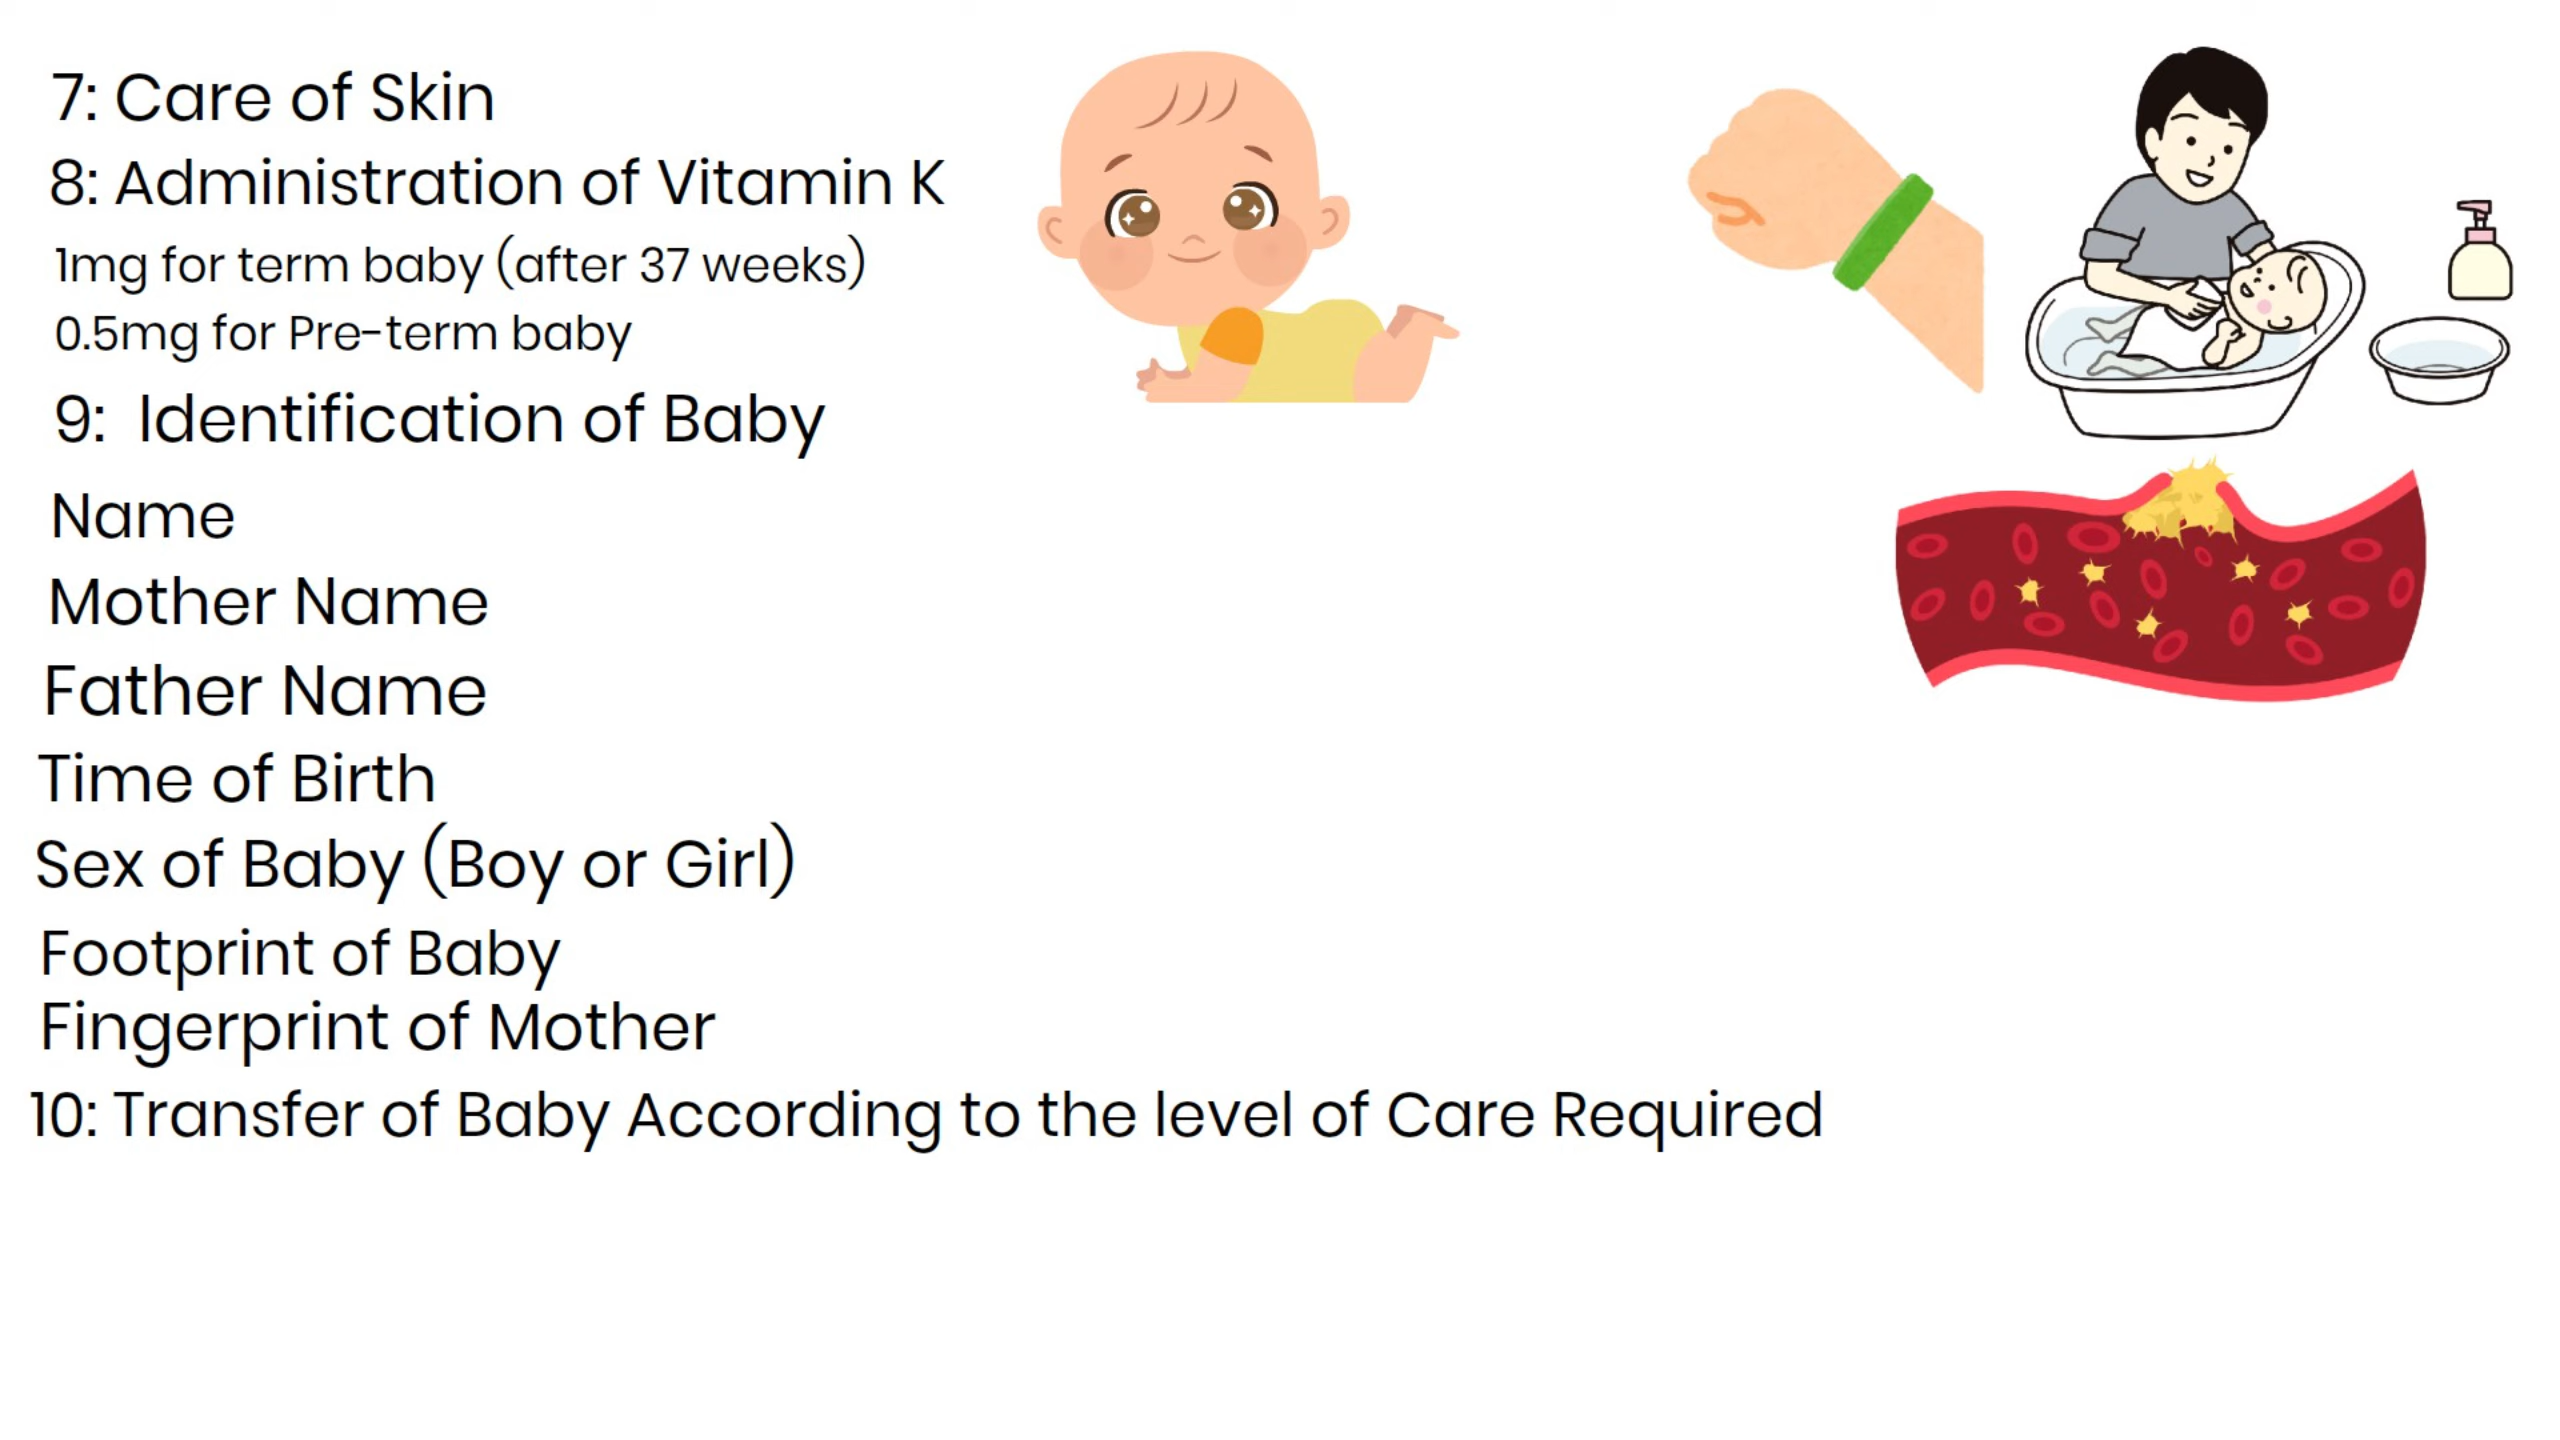 7: Care of Skin
8: Administration of Vitamin K
1mg for term baby (after 37 weeks)
0.5mg for Pre-term baby
9: Identification of Baby
Name
Mother Name
Father Name
Time of Birth
Sex of Baby (Boy or Girl)
Footprint of Baby
Fingerprint of Mother
10: Transfer of Baby According to the level of Care Required